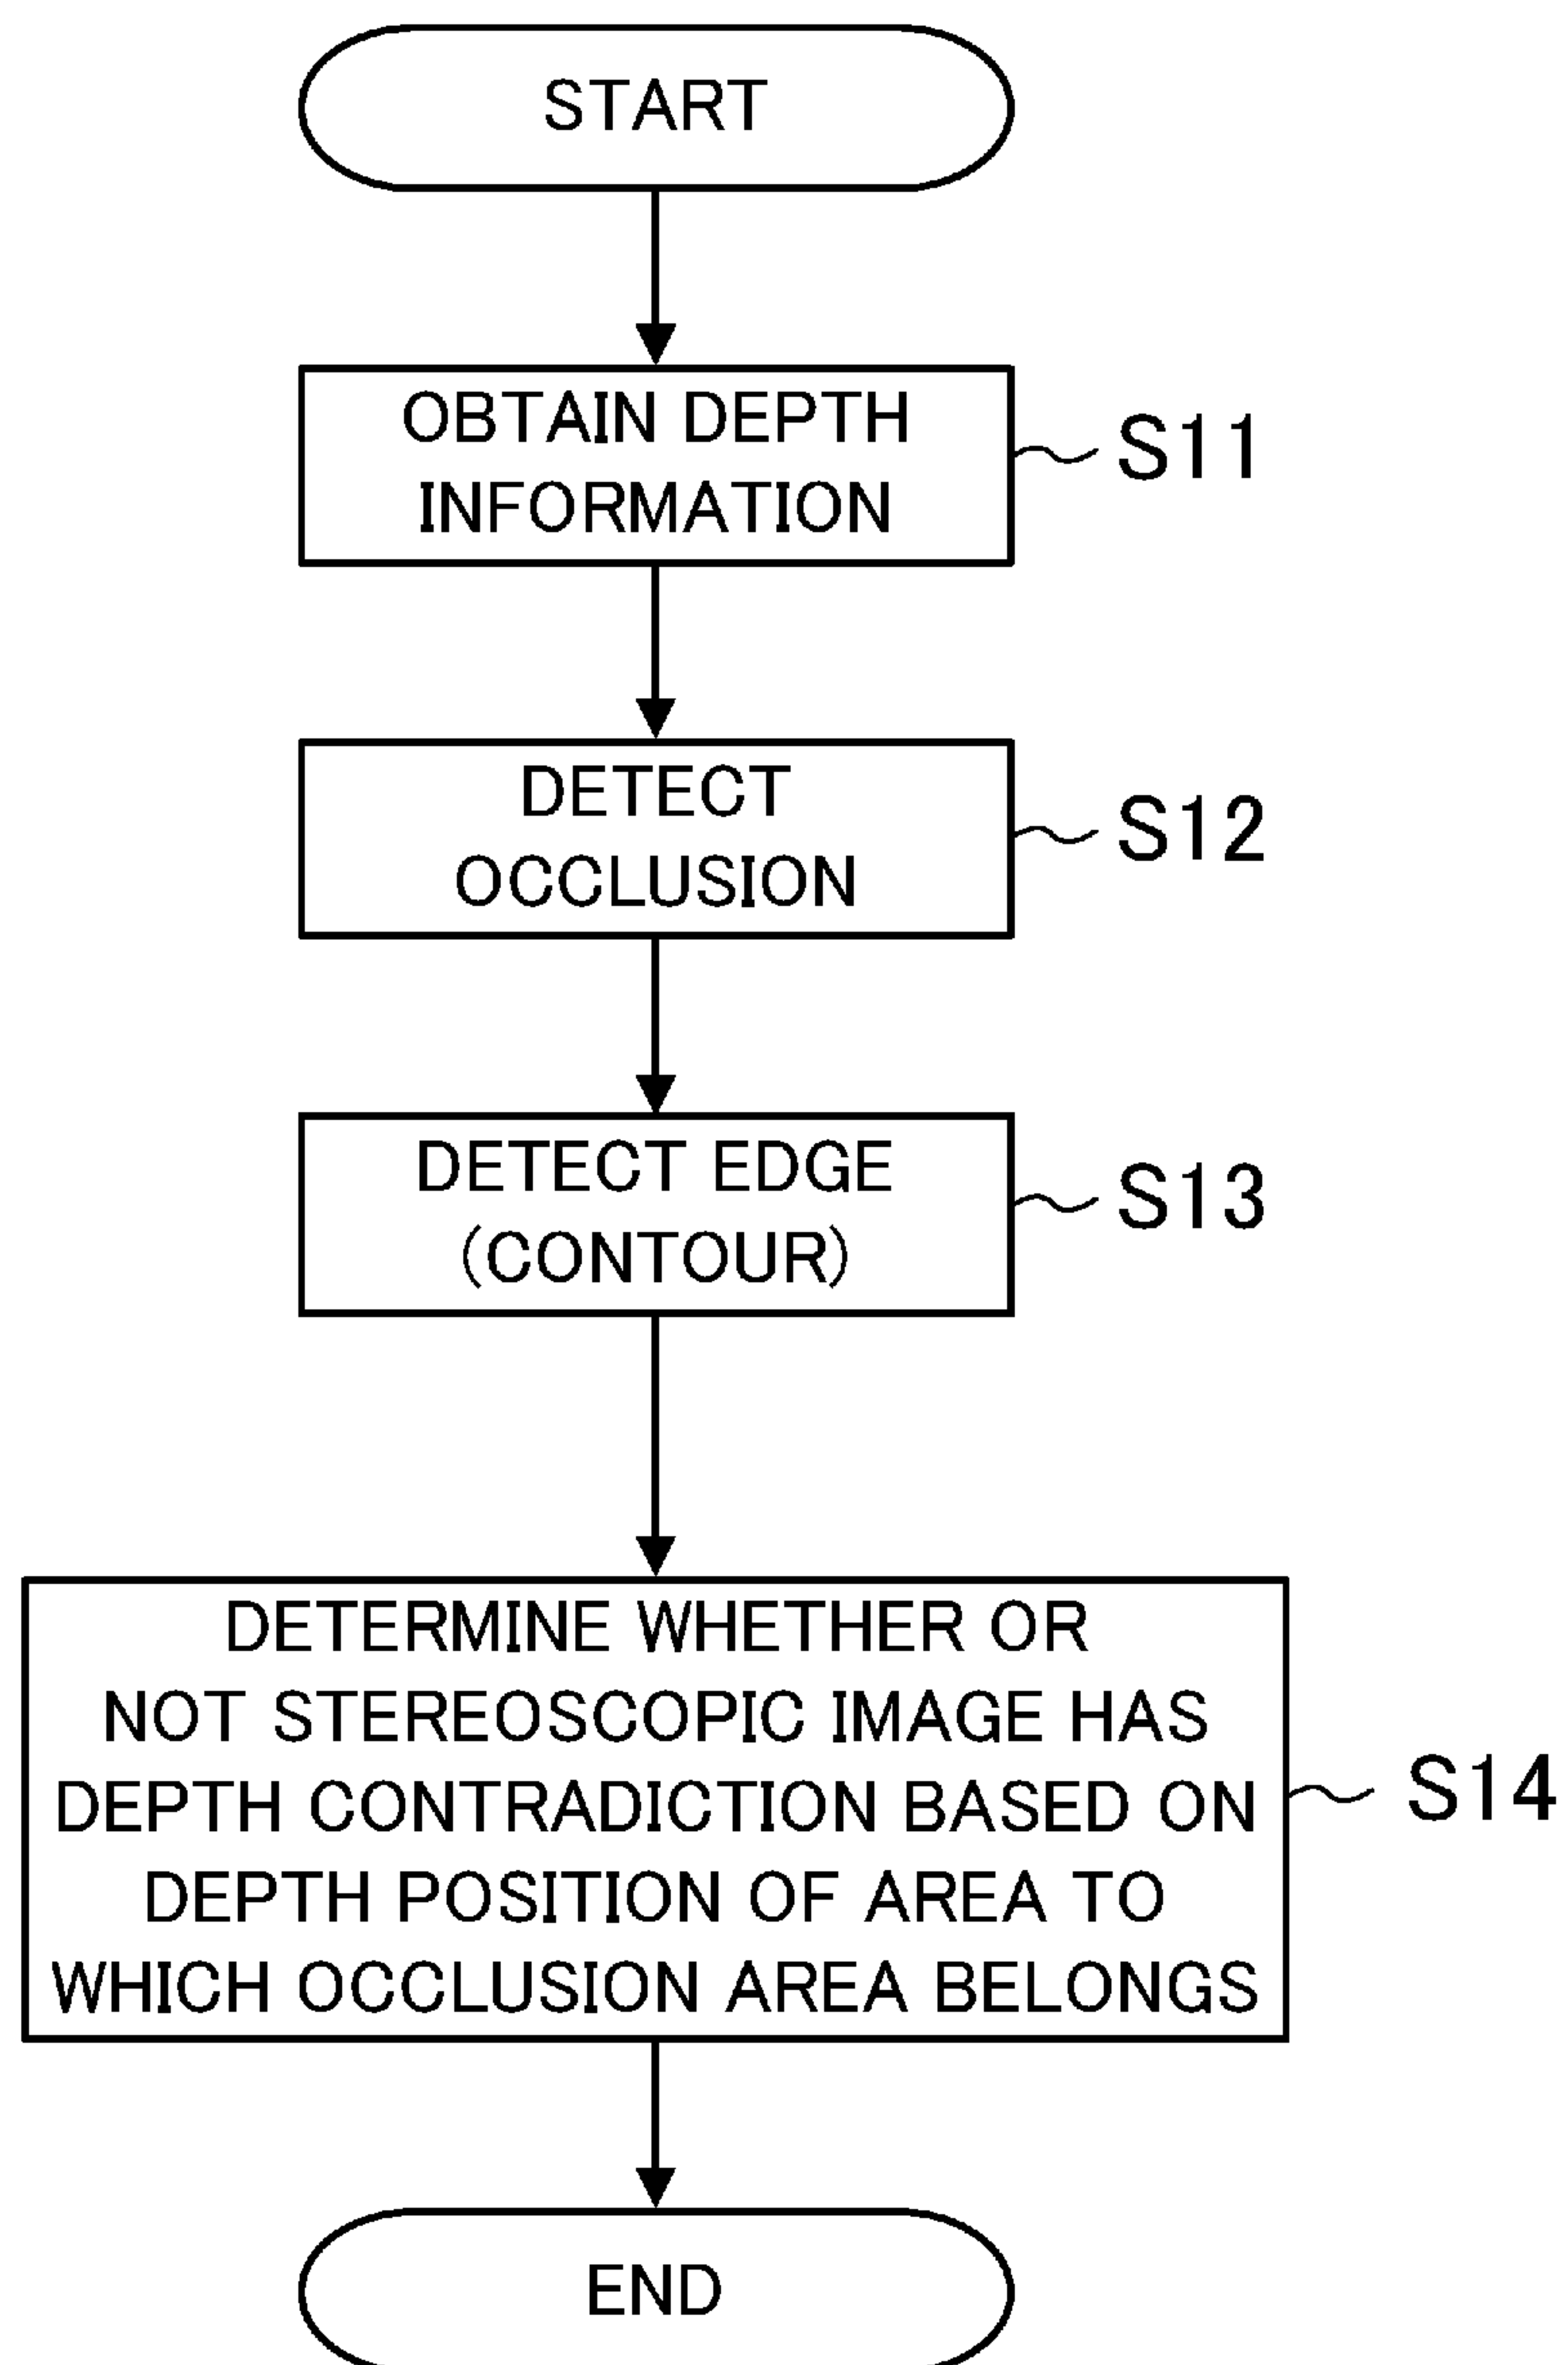 START
OBTAIN DEPTH
INFORMATION
S11
DETECT
OCCLUSION
S12
DETECT EDGE
(CONTOUR)
S13
DETERMINE WHETHER OR
NOT STEREOSCOPIC IMAGE HAS
DEPTH CONTRADICTION BASED ON
DEPTH POSITION OF AREA TO
WHICH OCCLUSION AREA BELONGS
S14
END